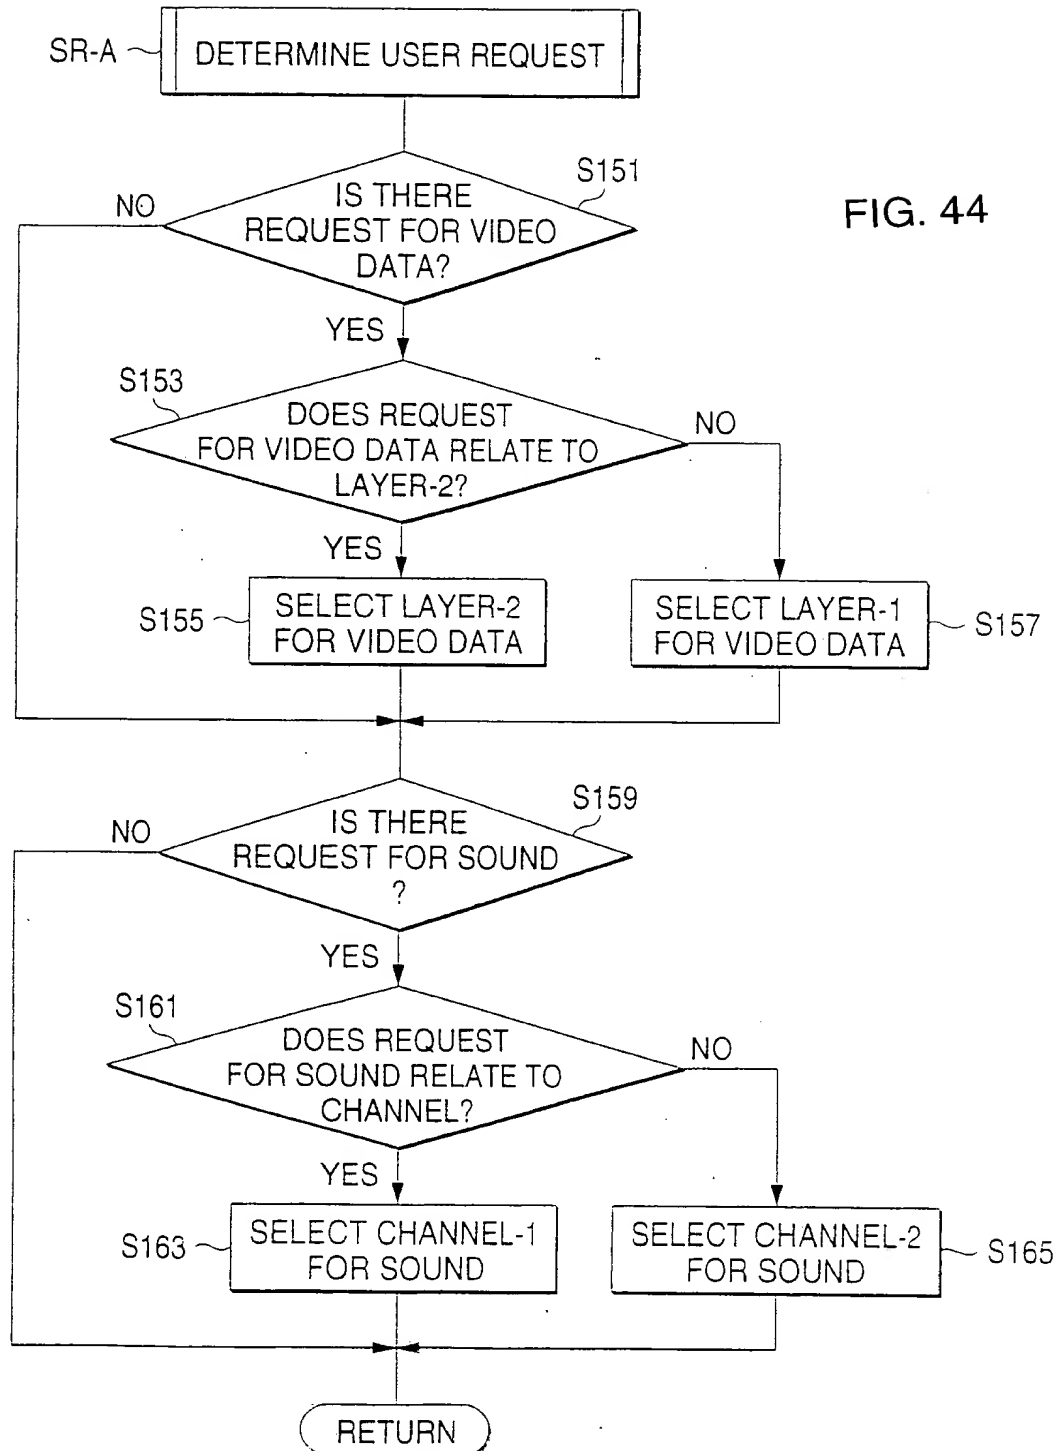 SR-A
DETERMINE USER REQUEST
S151
NO
IS THERE
REQUEST FOR VIDEO
DATA?
FIG. 44
YES
S153
DOES REQUEST
FOR VIDEO DATA RELATE TO
LAYER-2?
NO
YES
S155
SELECT LAYER-2
FOR VIDEO DATA
SELECT LAYER-1
FOR VIDEO DATA
S157
S159
NO
IS THERE
REQUEST FOR SOUND
?
YES
S161
DOES REQUEST
FOR SOUND RELATE TO
CHANNEL?
NO
YES
S163
SELECT CHANNEL-1
FOR SOUND
SELECT CHANNEL-2
FOR SOUND
S165
RETURN